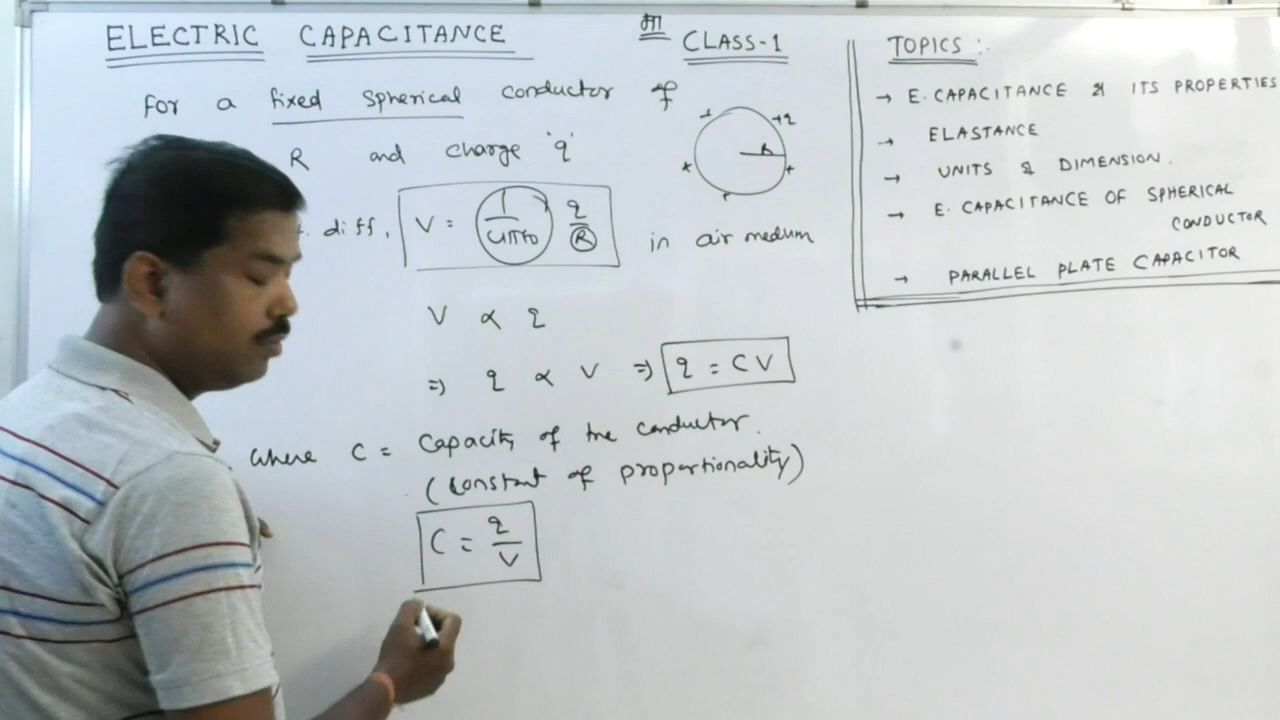 ELECTRIC CAPACITANCE
मा
CLASS-1
For a fixed spherical conductor of
R and charge 'q'
diff, V = 1/4πε0 q/R in air medum
+ +q
R
+ +
+
V ∝ q
⇒ q ∝ V ⇒ q = CV
Where C = Capacity of the conductor.
(Constant of proportionality)
C = q/V
TOPICS :-
→ E. CAPACITANCE & ITS PROPERTIES
→ ELASTANCE
→ UNITS & DIMENSION.
→ E. CAPACITANCE OF SPHERICAL
CONDUCTOR
→ PARALLEL PLATE CAPACITOR